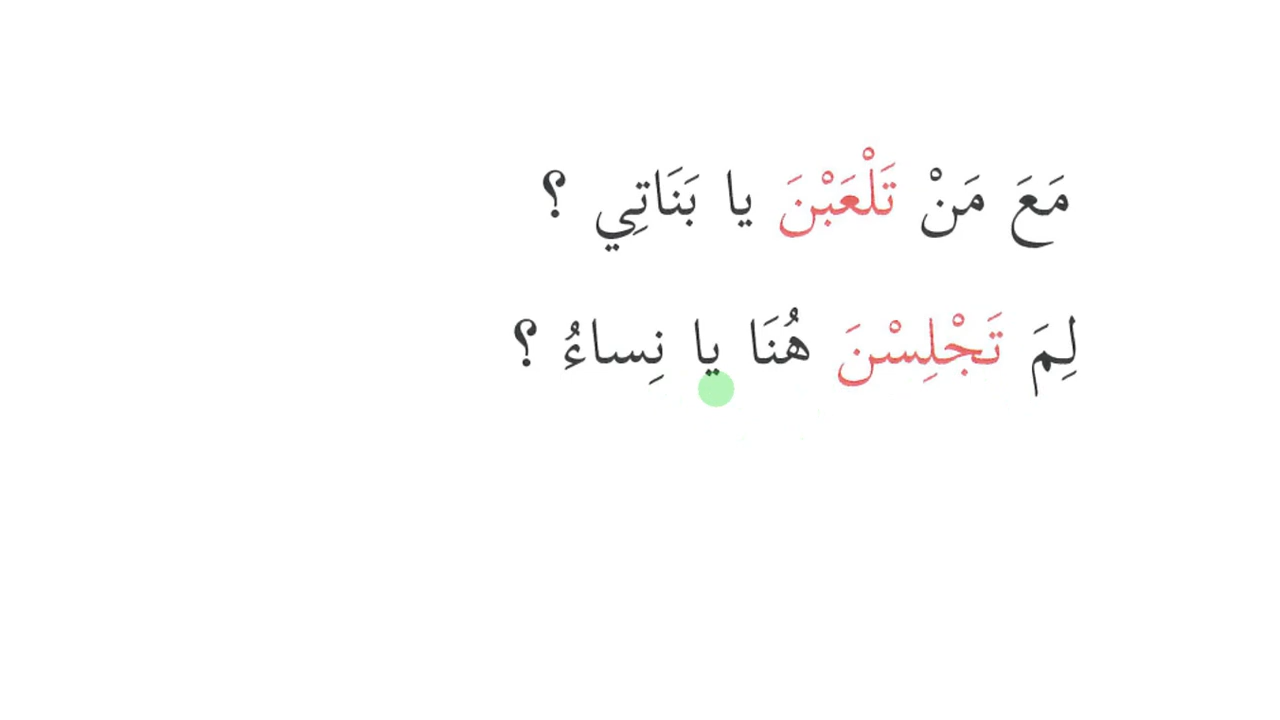 مَعَ مَنْ تَلْعَبْنَ يا بَنَاتِي ؟
لِمَ تَجْلِسْنَ هُنَا يا نِساءُ ؟